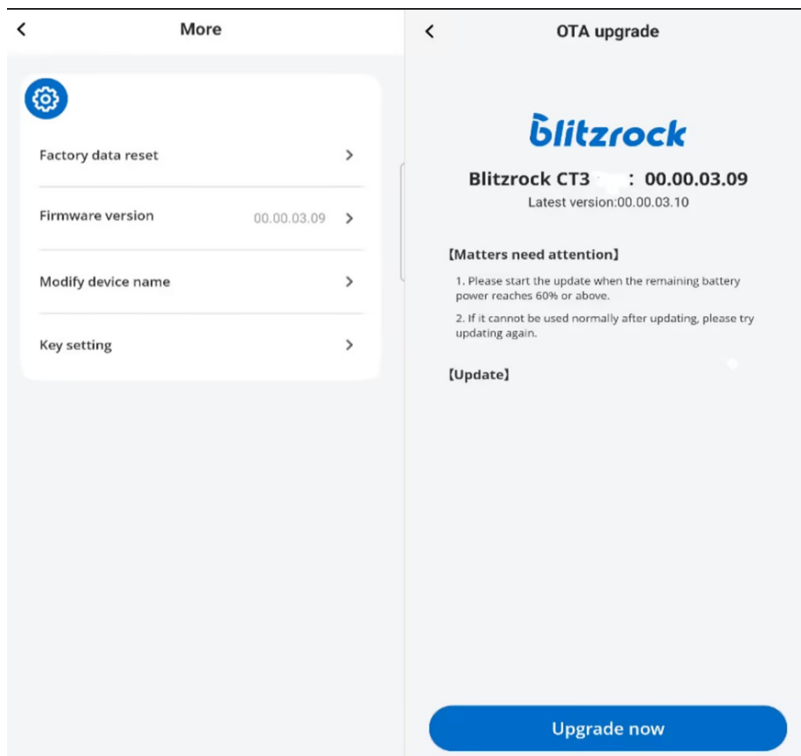 More
Factory data reset
Firmware version 00.00.03.09
Modify device name
Key setting
OTA upgrade
blitzrock
Blitzrock CT3 : 00.00.03.09
Latest version:00.00.03.10
【Matters need attention】
1. Please start the update when the remaining battery
power reaches 60% or above.
2. If it cannot be used normally after updating, please try
updating again.
【Update】
Upgrade now